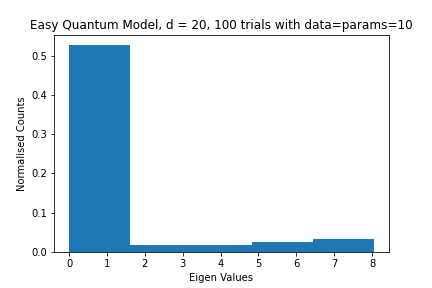 Easy Quantum Model, d = 20, 100 trials with data=params=10
Normalised Counts
0.5
0.4
0.3
0.2
0.1
0.0
0 1 2 3 4 5 6 7 8
Eigen Values